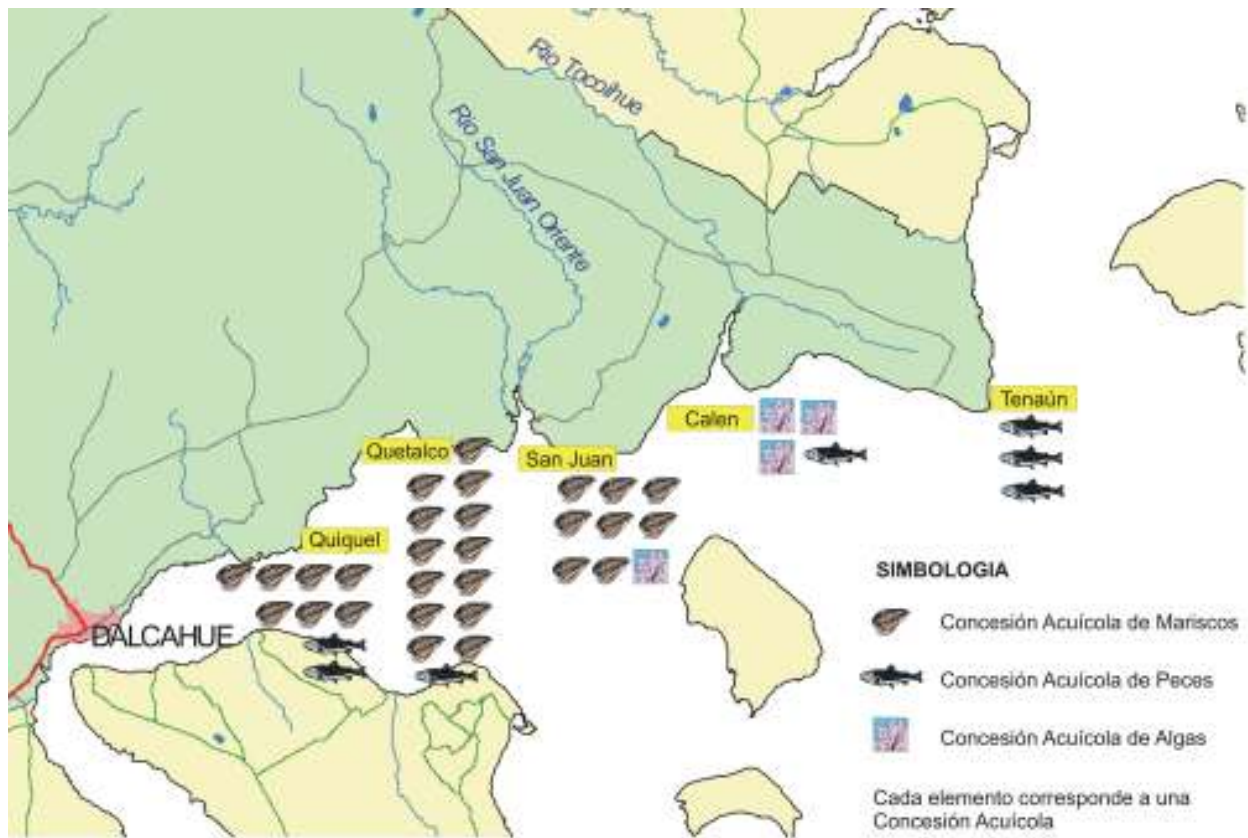 Río Tocoihue
Río San Juan Oriente
Tenaún
Calen
Quetalco
San Juan
Quiquel
DALCAHUE
SIMBOLOGIA
Concesión Acuícola de Mariscos
Concesión Acuícola de Peces
Concesión Acuícola de Algas
Cada elemento corresponde a una
Concesión Acuícola